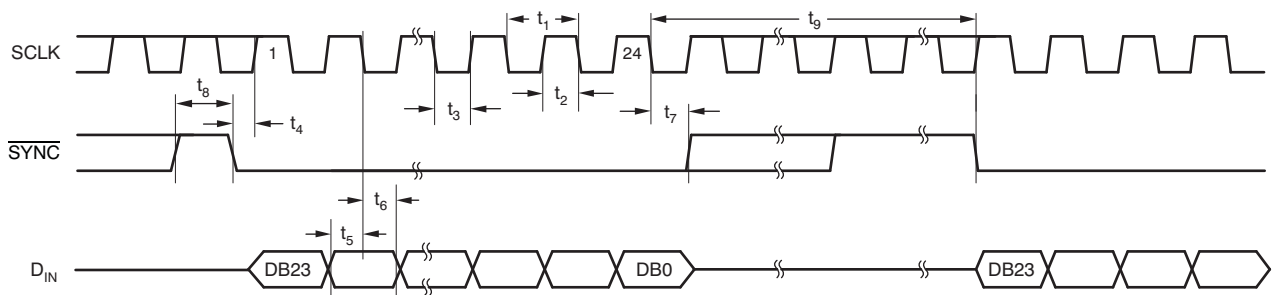 t1 t9
SCLK 1 24
t8 t3 t2 t7
t4
SYNC
t6
t5
DIN DB23 DB0 DB23